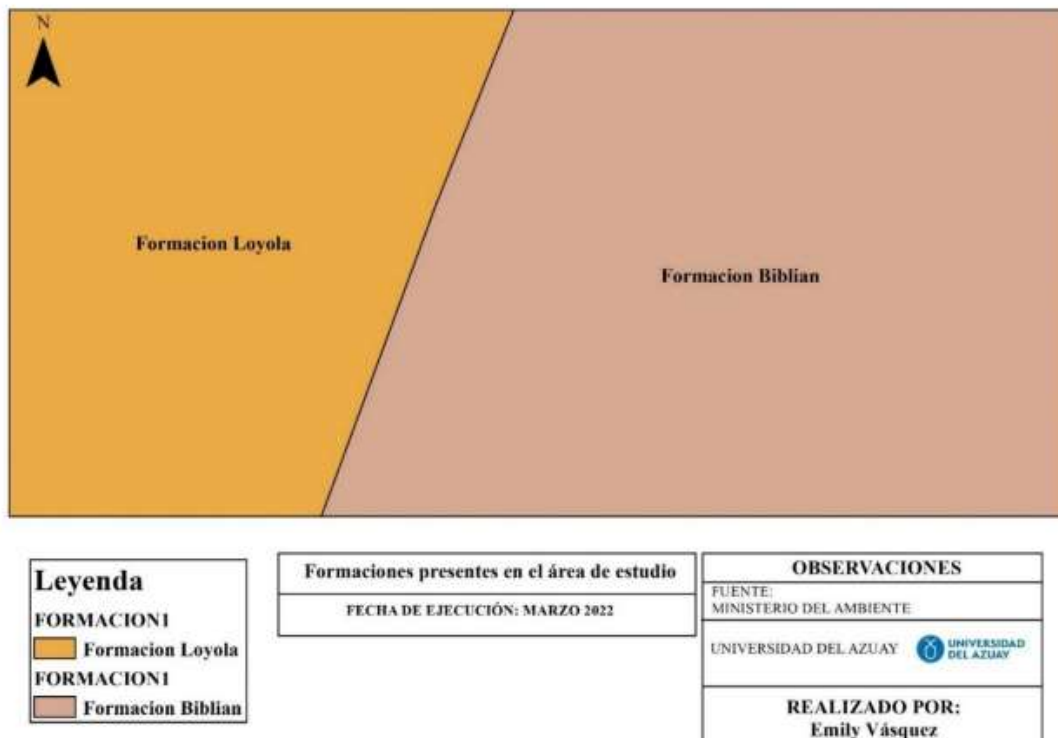 N
Formacion Loyola
Formacion Biblian
Leyenda
FORMACION1
Formacion Loyola
FORMACION1
Formacion Biblian
Formaciones presentes en el área de estudio
FECHA DE EJECUCIÓN: MARZO 2022
OBSERVACIONES
FUENTE:
MINISTERIO DEL AMBIENTE
UNIVERSIDAD DEL AZUAY
UNIVERSIDAD
DEL AZUAY
REALIZADO POR:
Emily Vásquez